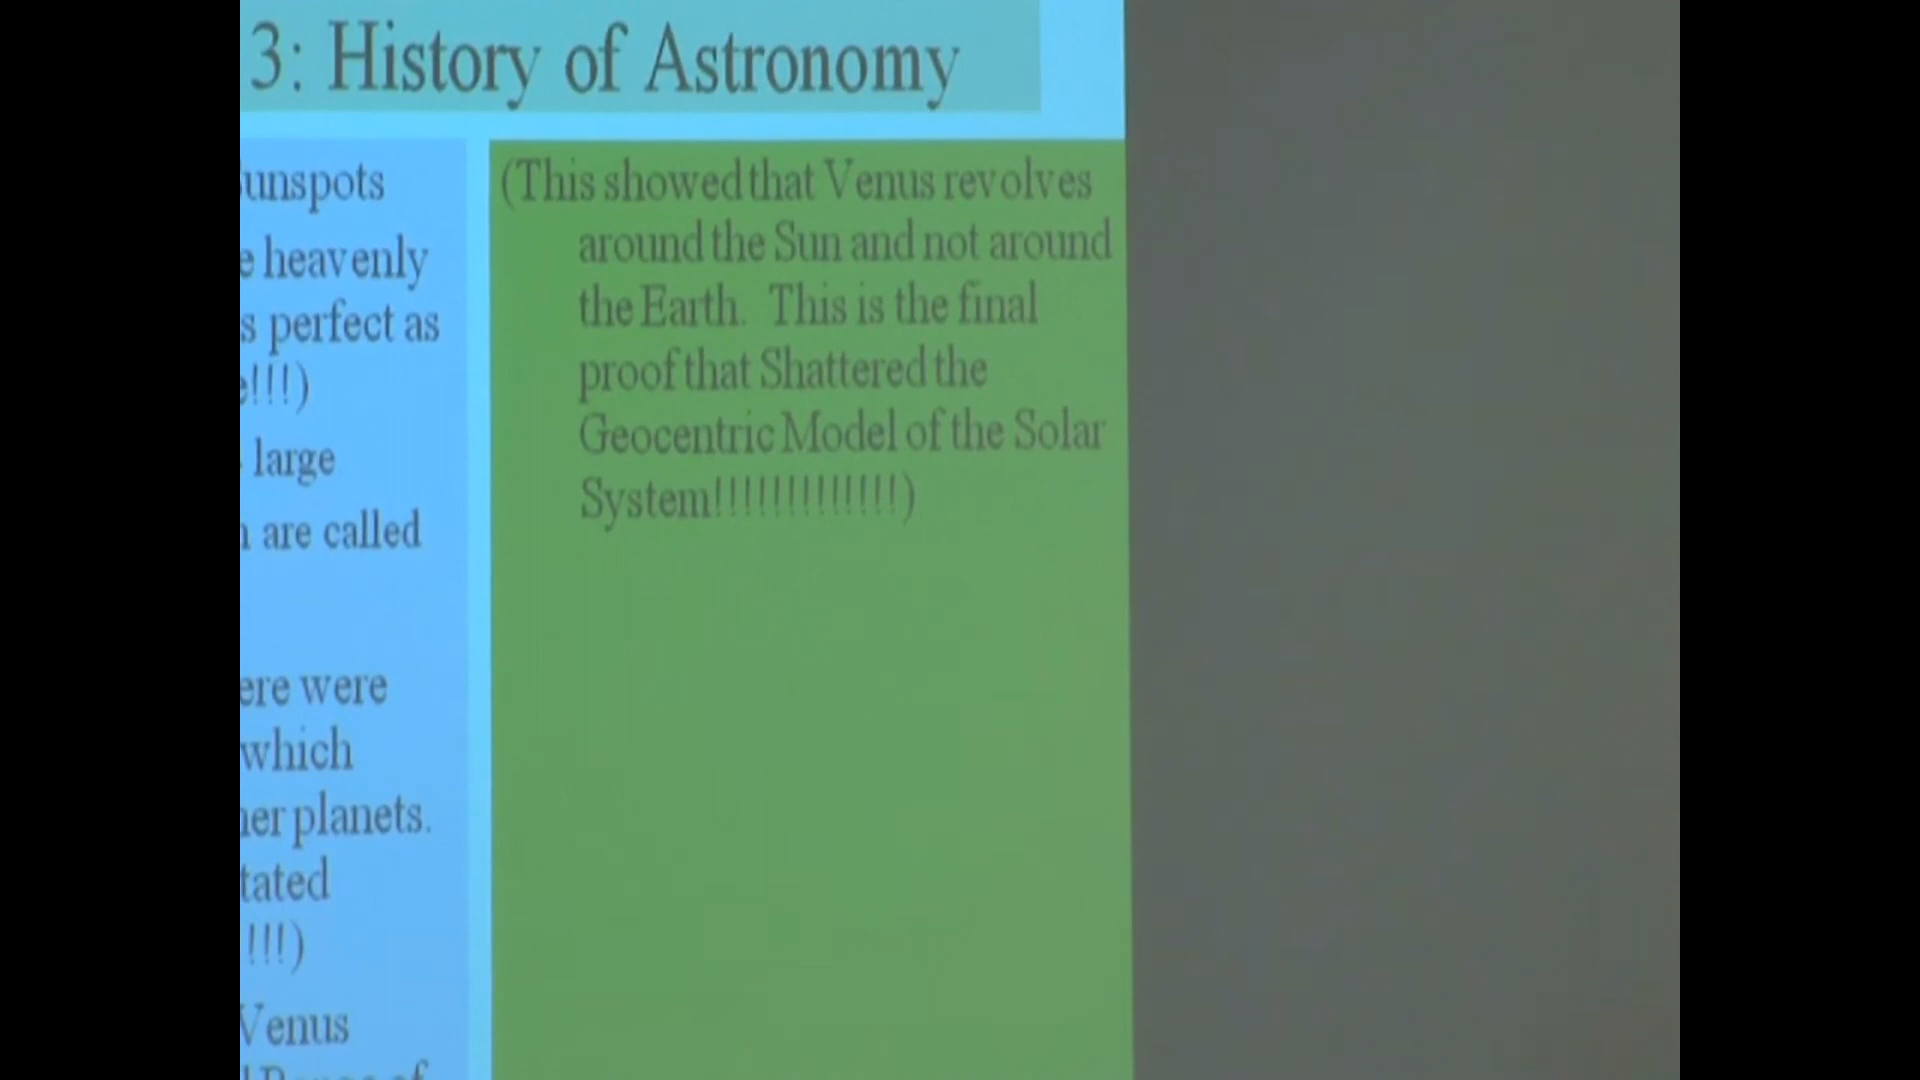 3: History of Astronomy
unspots
e heavenly
s perfect as
e!!!)
large
are called
ere were
which
planets.
tated
!!!)
Venus
of
(This showed that Venus revolves
around the Sun and not around
the Earth. This is the final
proof that Shattered the
Geocentric Model of the Solar
System!!!!!!!!!!!!!)